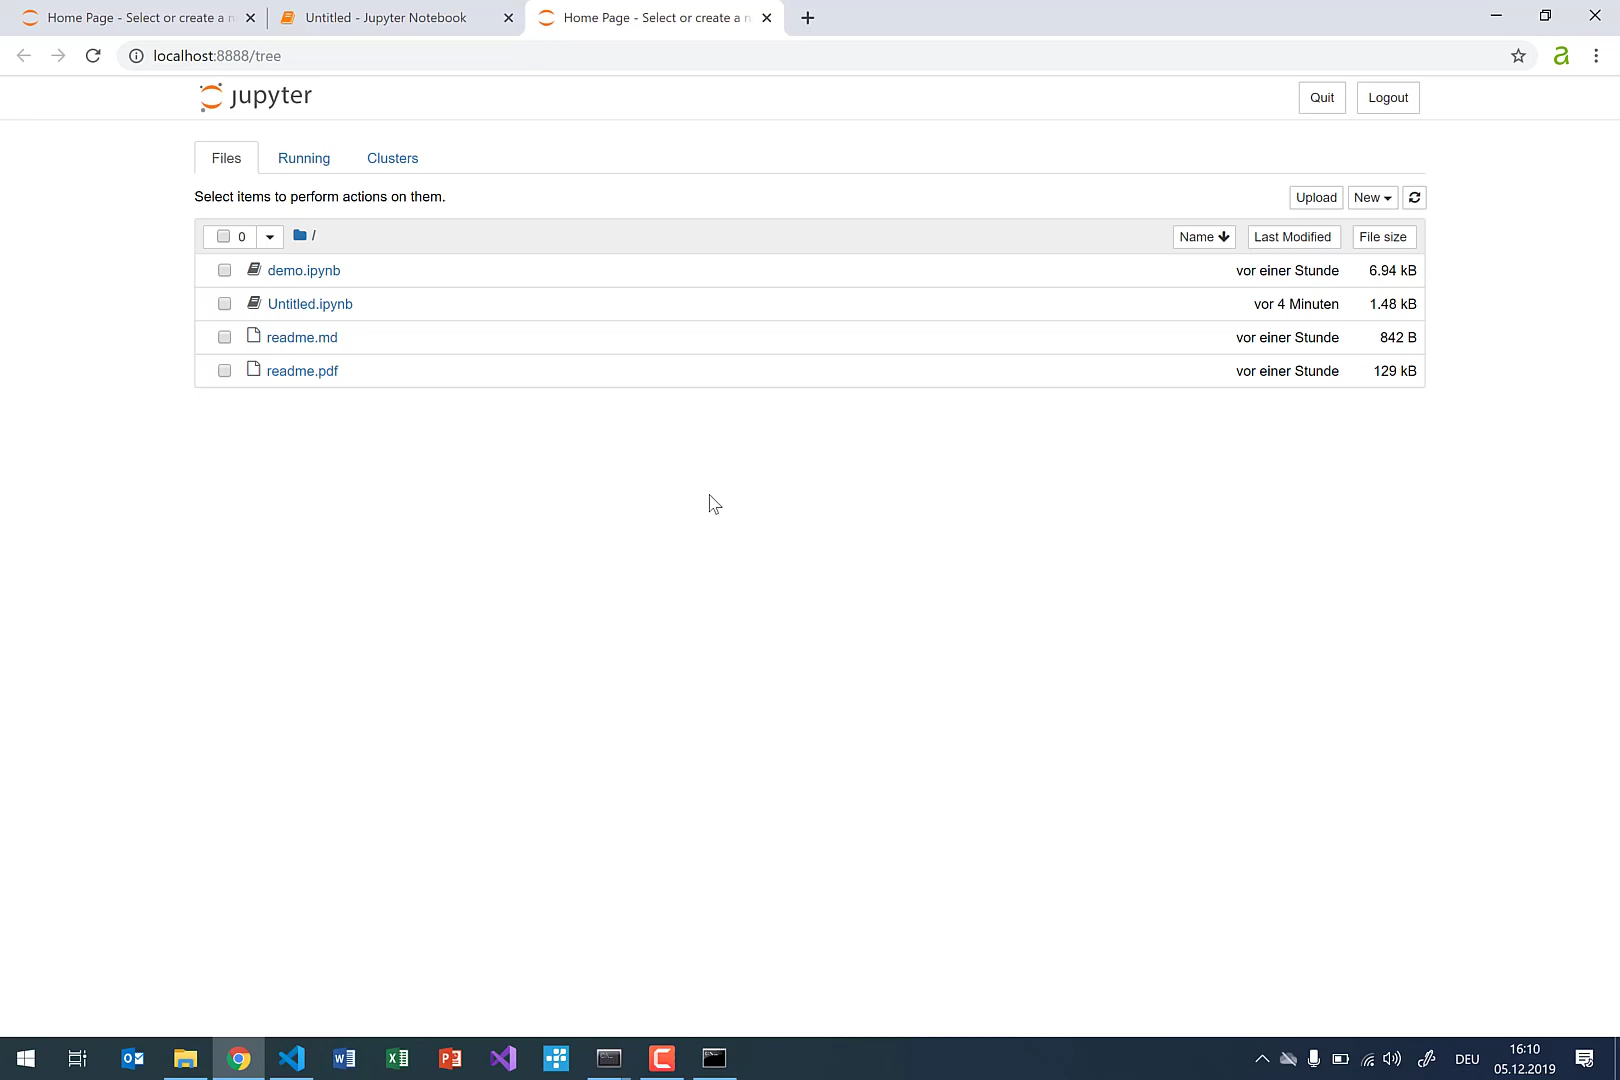 Home Page - Select or create a n
Untitled - Jupyter Notebook
Home Page - Select or create a n
localhost:8888/tree
a
jupyter
Quit
Logout
Files
Running
Clusters
Select items to perform actions on them.
Upload
New
0
/
Name
Last Modified
File size
demo.ipynb
vor einer Stunde
6.94 kB
Untitled.ipynb
vor 4 Minuten
1.48 kB
readme.md
vor einer Stunde
842 B
readme.pdf
vor einer Stunde
129 kB
DEU
16:10
05.12.2019